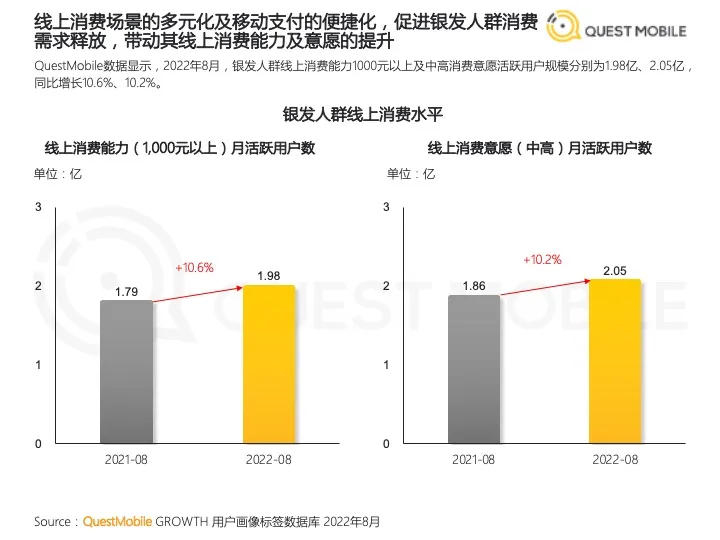 线上消费场景的多元化及移动支付的便捷化，促进银发人群消费
需求释放，带动其线上消费能力及意愿的提升
QUEST MOBILE
QuestMobile数据显示，2022年8月，银发人群线上消费能力1000元以上及中高消费意愿活跃用户规模分别为1.98亿、2.05亿，
同比增长10.6%、10.2%。
银发人群线上消费水平
线上消费能力（1,000元以上）月活跃用户数
单位：亿
3
2
1
0
1.79
+10.6%
1.98
2021-08
2022-08
线上消费意愿（中高）月活跃用户数
单位：亿
3
2
1
0
1.86
+10.2%
2.05
2021-08
2022-08
QUEST MOBILE
Source：QuestMobile GROWTH 用户画像标签数据库 2022年8月